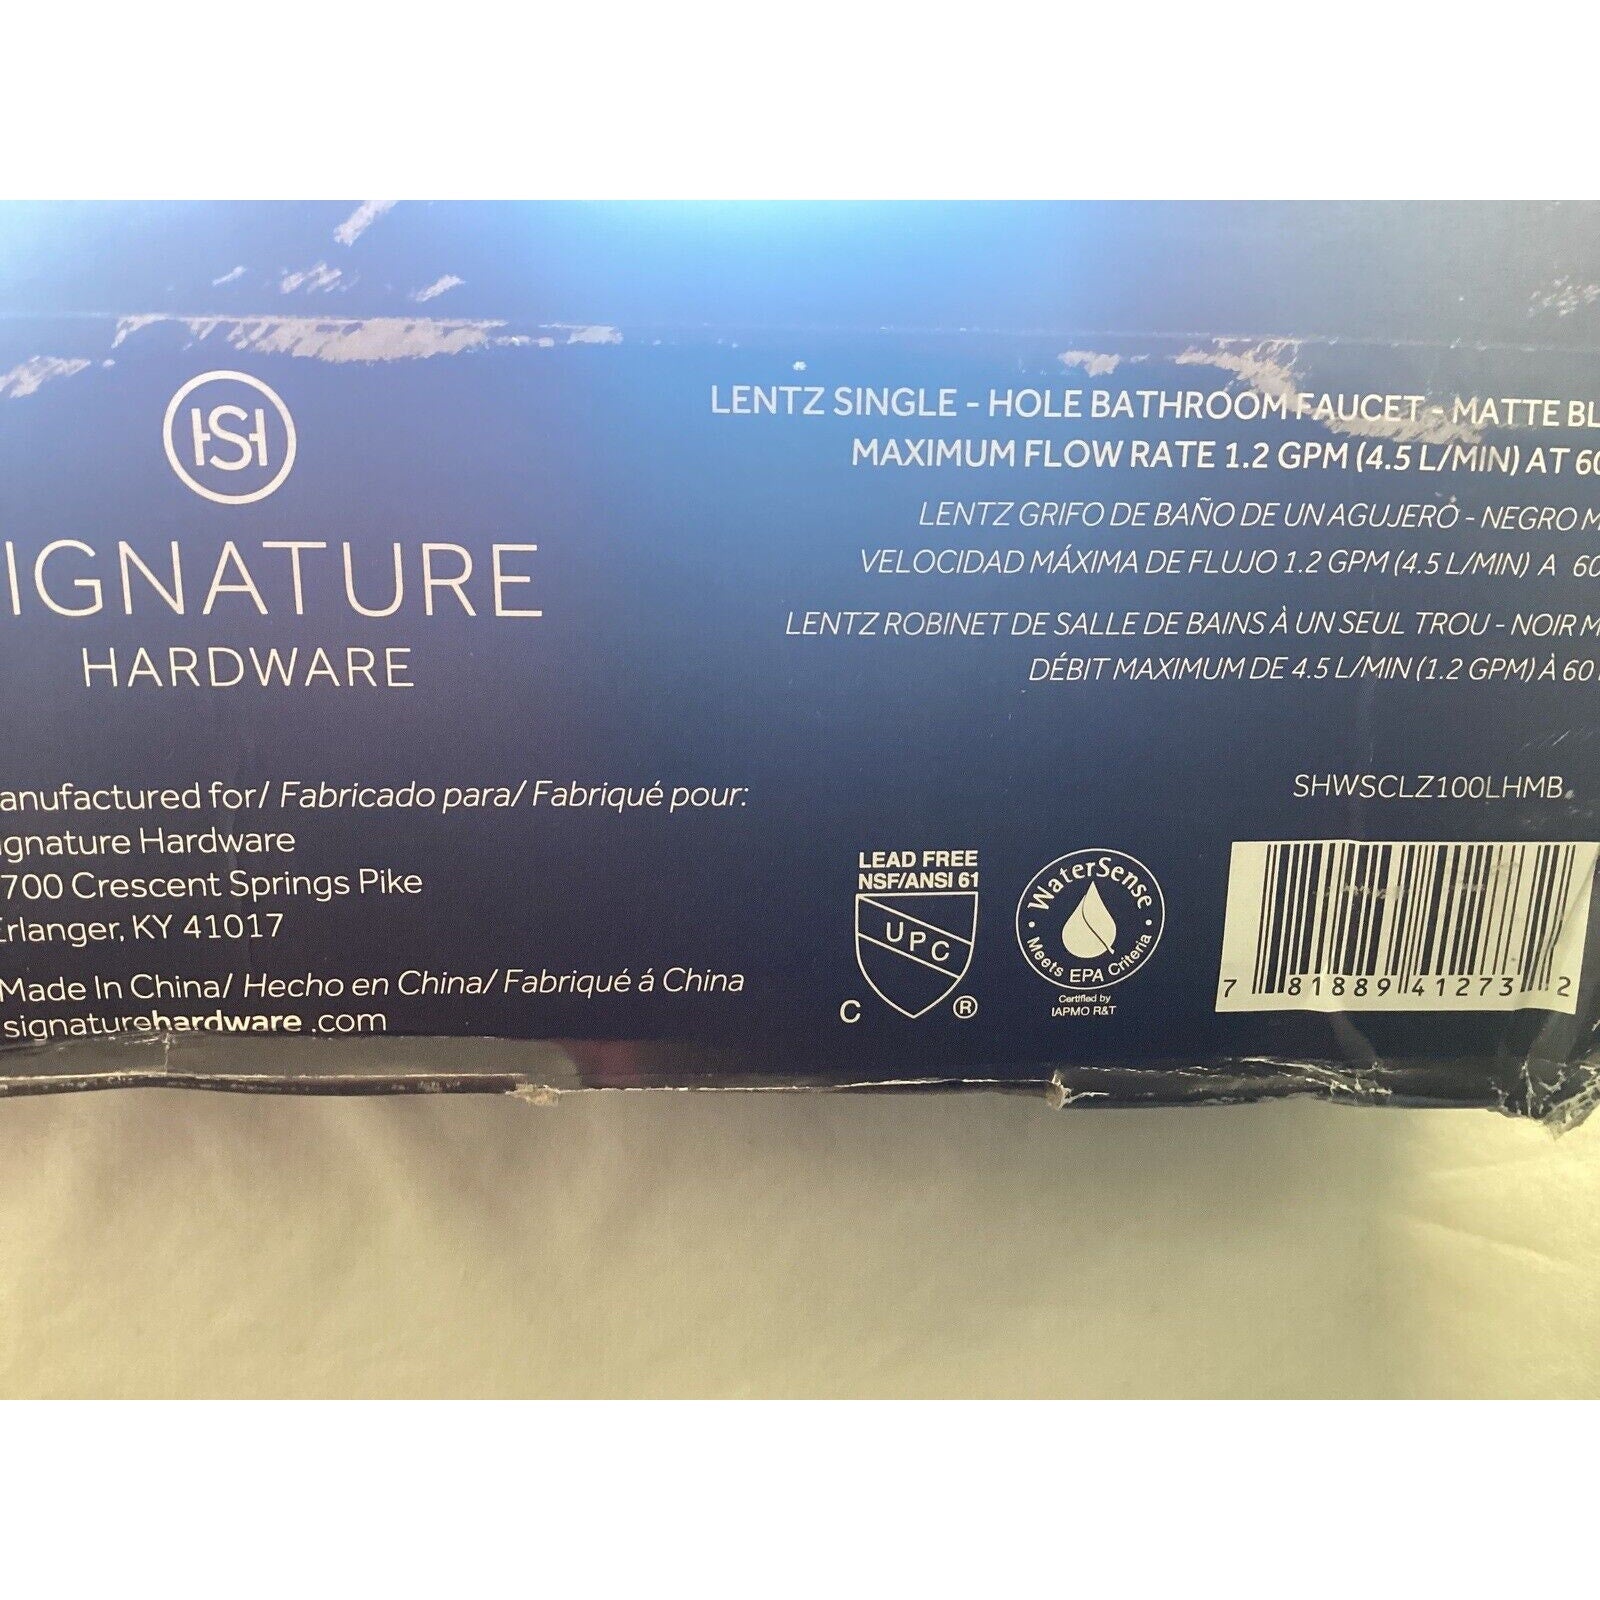 HSH
IGNATURE
HARDWARE
LENTZ SINGLE - HOLE BATHROOM FAUCET - MATTE BL
MAXIMUM FLOW RATE 1.2 GPM (4.5 L/MIN) AT 60
LENTZ GRIFO DE BAÑO DE UN AGUJERO - NEGRO M
VELOCIDAD MÁXIMA DE FLUJO 1.2 GPM (4.5 L/MIN) A 60
LENTZ ROBINET DE SALLE DE BAINS À UN SEUL TROU - NOIR M
DÉBIT MAXIMUM DE 4.5 L/MIN (1.2 GPM) À 60
anufactured for/ Fabricado para/ Fabriqué pour:
ignature Hardware
700 Crescent Springs Pike
Erlanger, KY 41017
Made In China/ Hecho en China/ Fabriqué á China
signaturehardware .com
LEAD FREE
NSF/ANSI 61
UPC
C ®
WaterSense
Meets EPA Criteria
Certified by
IAPMO R&T
SHWSCLZ100LHMB
7 81889 41273 2